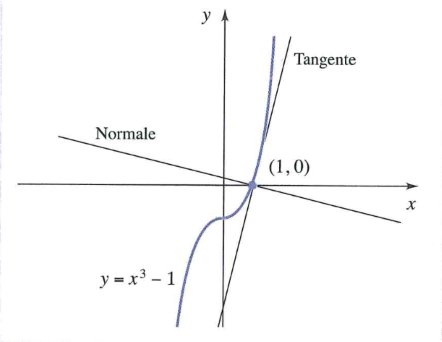 y
Tangente
Normale
(1, 0)
x
y = x³ – 1